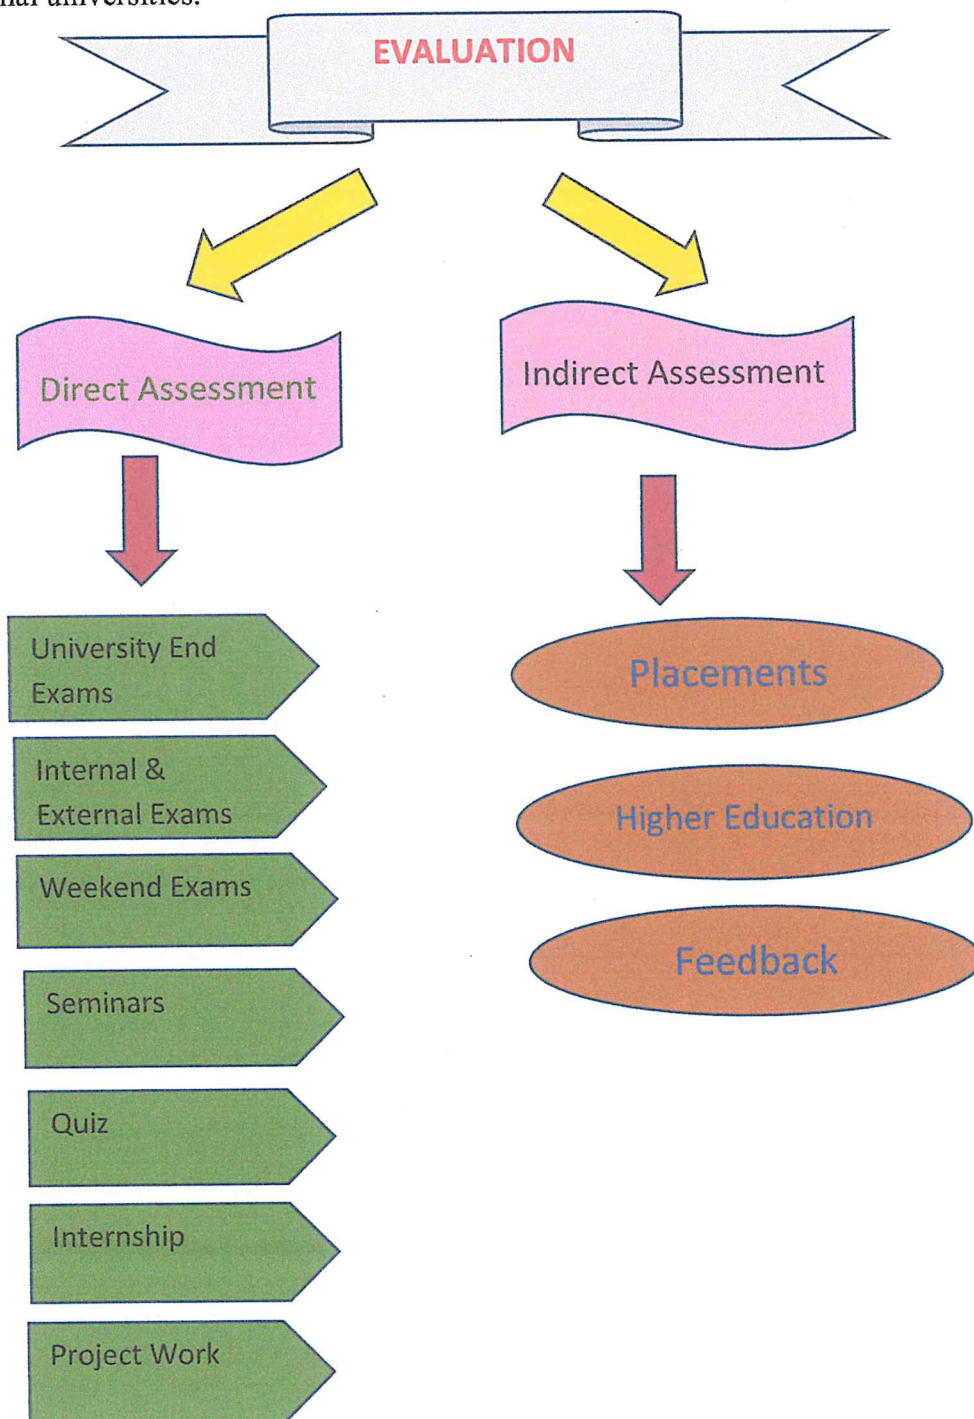 universities.
EVALUATION
Direct Assessment
Indirect Assessment
University End
Exams
Internal &
External Exams
Weekend Exams
Seminars
Quiz
Internship
Project Work
Placements
Higher Education
Feedback